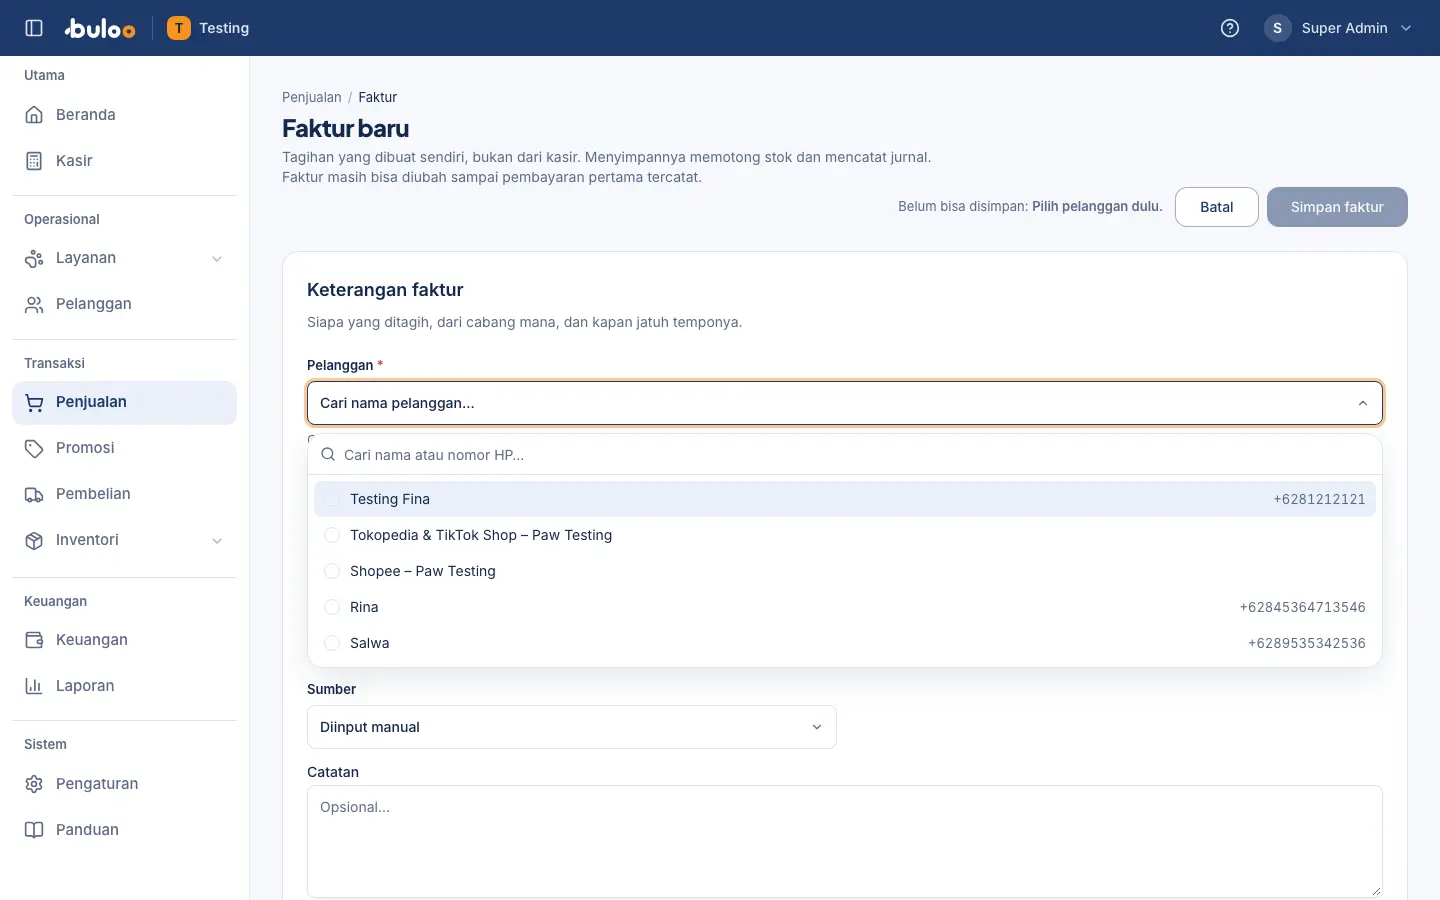 buloo
T Testing
S Super Admin
Utama
Beranda
Kasir
Operasional
Layanan
Pelanggan
Transaksi
Penjualan
Promosi
Pembelian
Inventori
Keuangan
Keuangan
Laporan
Sistem
Pengaturan
Panduan
Penjualan / Faktur
Faktur baru
Tagihan yang dibuat sendiri, bukan dari kasir. Menyimpannya memotong stok dan mencatat jurnal.
Faktur masih bisa diubah sampai pembayaran pertama tercatat.
Belum bisa disimpan: Pilih pelanggan dulu.
Batal
Simpan faktur
Keterangan faktur
Siapa yang ditagih, dari cabang mana, dan kapan jatuh temponya.
Pelanggan *
Cari nama pelanggan...
Cari nama atau nomor HP...
Testing Fina +6281212121
Tokopedia & TikTok Shop – Paw Testing
Shopee – Paw Testing
Rina +62845364713546
Salwa +6289535342536
Sumber
Diinput manual
Catatan
Opsional...